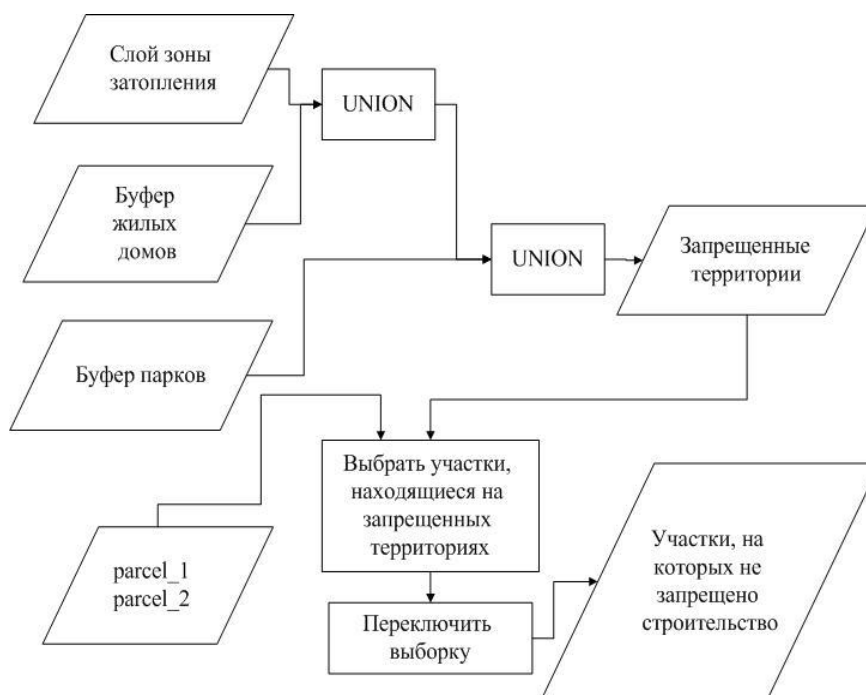 Слой зоны
затопления
UNION
Буфер
жилых
домов
UNION
Запрещенные
территории
Буфер парков
Выбрать участки,
находящиеся на
запрещенных
территориях
parcel_1
parcel_2
Участки, на
которых не
запрещено
строительство
Переключить
выборку